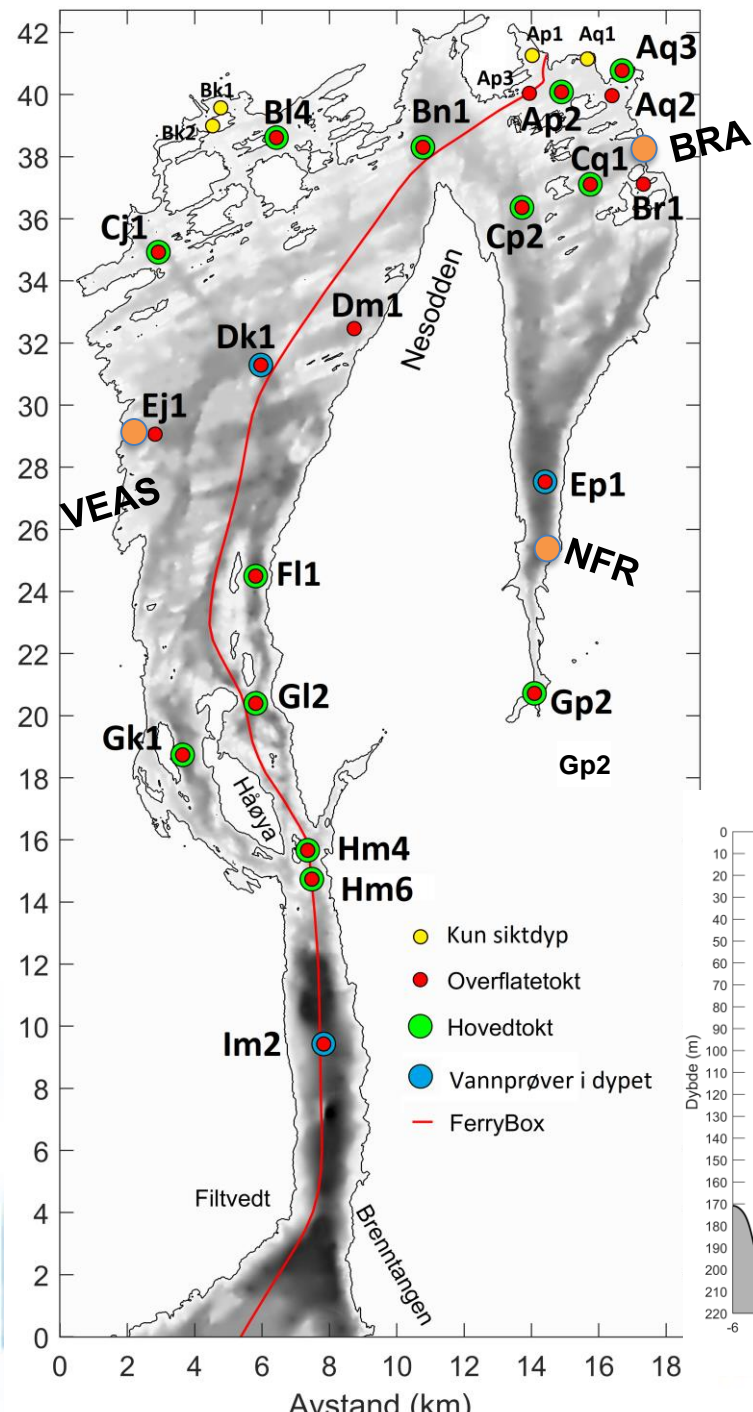 42
40
38
36
34
32
30
28
26
24
22
20
18
16
14
12
10
8
6
4
2
0
0
2
4
6
8
10
12
14
16
18
Avstand (km)
Ap1
Aq1
Aq3
Bk1
Ap3
Bk2
Bl4
Bn1
Ap2
Aq2
BRA
Cq1
Br1
Cj1
Cp2
Nesodden
Dm1
Dk1
Ej1
VEAS
Ep1
NFR
Fl1
Gl2
Gp2
Gk1
Gp2
Håøya
Hm4
Hm6
Im2
Kun siktdyp
Overflatetokt
Hovedtokt
Vannprøver i dypet
FerryBox
Filtvedt
Brenntangen
Dybde (m)
0
10
20
30
40
50
60
70
80
90
100
110
120
130
140
150
160
170
180
190
200
210
220
-6